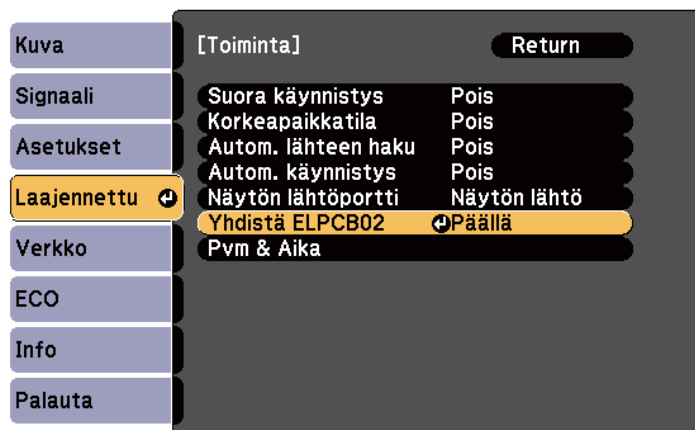 Kuva
Signaali
Asetukset
Laajennettu
Verkko
ECO
Info
Palauta
[Toiminta] Return
Suora käynnistys Pois
Korkeapaikkatila Pois
Autom. lähteen haku Pois
Autom. käynnistys Pois
Näytön lähtöportti Näytön lähtö
Yhdistä ELPCB02 Päällä
Pvm & Aika